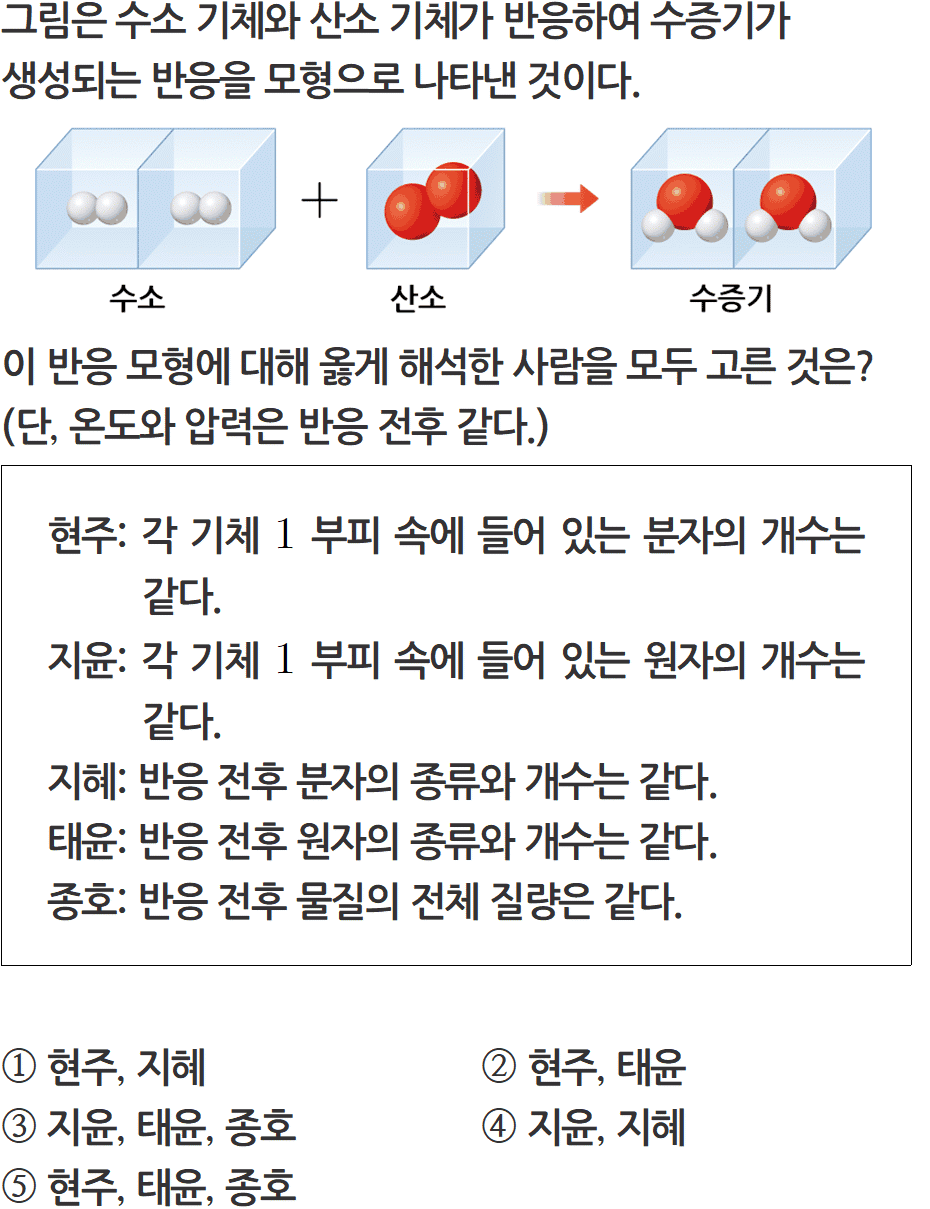 그림은 수소 기체와 산소 기체가 반응하여 수증기가
생성되는 반응을 모형으로 나타낸 것이다.
+
수소 산소 수증기
이 반응 모형에 대해 옳게 해석한 사람을 모두 고른 것은?
(단, 온도와 압력은 반응 전후 같다.)
현주: 각 기체 1 부피 속에 들어 있는 분자의 개수는
같다.
지윤: 각 기체 1 부피 속에 들어 있는 원자의 개수는
같다.
지혜: 반응 전후 분자의 종류와 개수는 같다.
태윤: 반응 전후 원자의 종류와 개수는 같다.
종호: 반응 전후 물질의 전체 질량은 같다.
① 현주, 지혜 ② 현주, 태윤
③ 지윤, 태윤, 종호 ④ 지윤, 지혜
⑤ 현주, 태윤, 종호